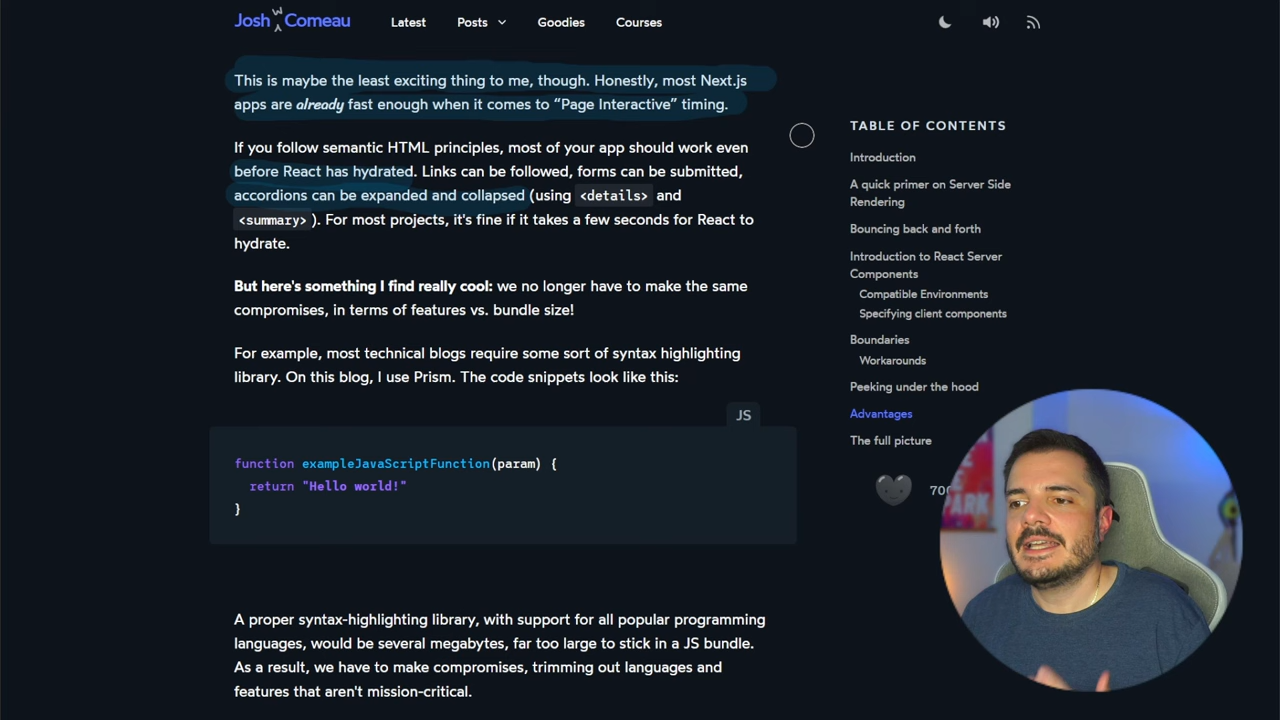 Josh W Comeau
Latest
Posts
Goodies
Courses
This is maybe the least exciting thing to me, though. Honestly, most Next.js
apps are already fast enough when it comes to “Page Interactive” timing.
If you follow semantic HTML principles, most of your app should work even
before React has hydrated. Links can be followed, forms can be submitted,
accordions can be expanded and collapsed (using <details> and
<summary>). For most projects, it's fine if it takes a few seconds for React to
hydrate.
But here's something I find really cool: we no longer have to make the same
compromises, in terms of features vs. bundle size!
For example, most technical blogs require some sort of syntax highlighting
library. On this blog, I use Prism. The code snippets look like this:
JS
function exampleJavaScriptFunction(param) {
return "Hello world!"
}
A proper syntax-highlighting library, with support for all popular programming
languages, would be several megabytes, far too large to stick in a JS bundle.
As a result, we have to make compromises, trimming out languages and
features that aren't mission-critical.
TABLE OF CONTENTS
Introduction
A quick primer on Server Side
Rendering
Bouncing back and forth
Introduction to React Server
Components
Compatible Environments
Specifying client components
Boundaries
Workarounds
Peeking under the hood
Advantages
The full picture